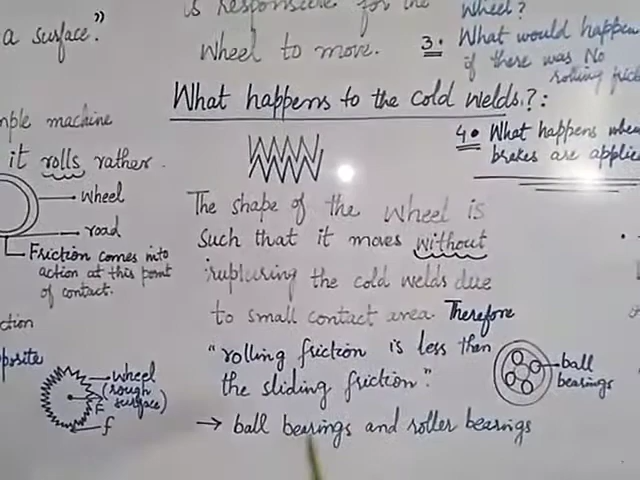 a surface."
mple machine
it rolls rather.
wheel
road
Friction comes into
action at this point
of contact.
ction
pposite
wheel
(rough
surface)
F
f
is responsible for the
Wheel to move.
What happens to the cold welds.?:
The shape of the wheel is
such that it moves without
rupturing the cold welds due
to small contact area. Therefore
"rolling friction is less than
the sliding friction."
→ ball bearings and roller bearings
ball
bearings
wheel?
3. What would happen
if there was No
rolling fric
4. What happens when
brakes are applie